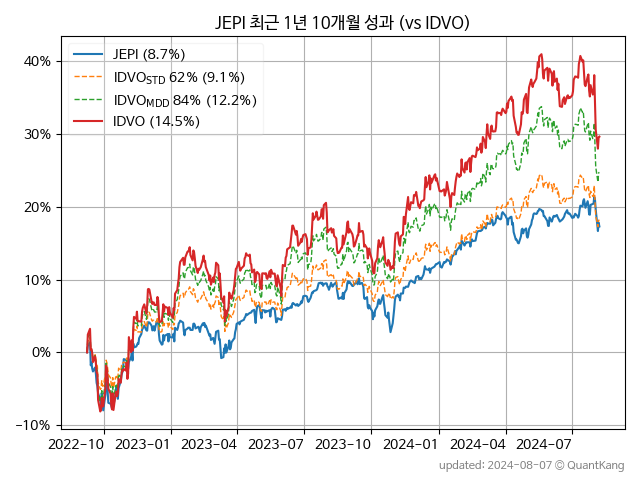 JEPI 최근 1년 10개월 성과 (vs IDVO)
JEPI (8.7%)
IDVOSTD 62% (9.1%)
IDVOMDD 84% (12.2%)
IDVO (14.5%)
40%
30%
20%
10%
0%
−10%
2022-10 2023-01 2023-04 2023-07 2023-10 2024-01 2024-04 2024-07
updated: 2024-08-07 © QuantKang